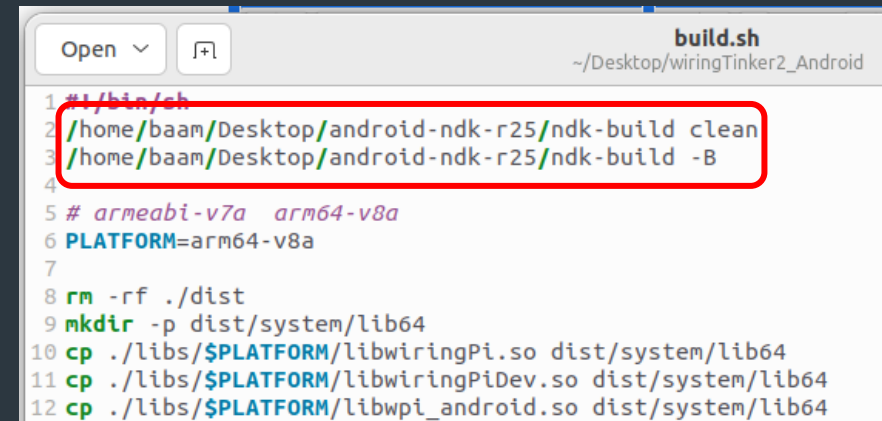 Open
build.sh
~/Desktop/wiringTinker2_Android
1 #!/bin/sh
2 /home/baam/Desktop/android-ndk-r25/ndk-build clean
3 /home/baam/Desktop/android-ndk-r25/ndk-build -B
4
5 # armeabi-v7a  arm64-v8a
6 PLATFORM=arm64-v8a
7
8 rm -rf ./dist
9 mkdir -p dist/system/lib64
10 cp ./libs/$PLATFORM/libwiringPi.so dist/system/lib64
11 cp ./libs/$PLATFORM/libwiringPiDev.so dist/system/lib64
12 cp ./libs/$PLATFORM/libwpi_android.so dist/system/lib64